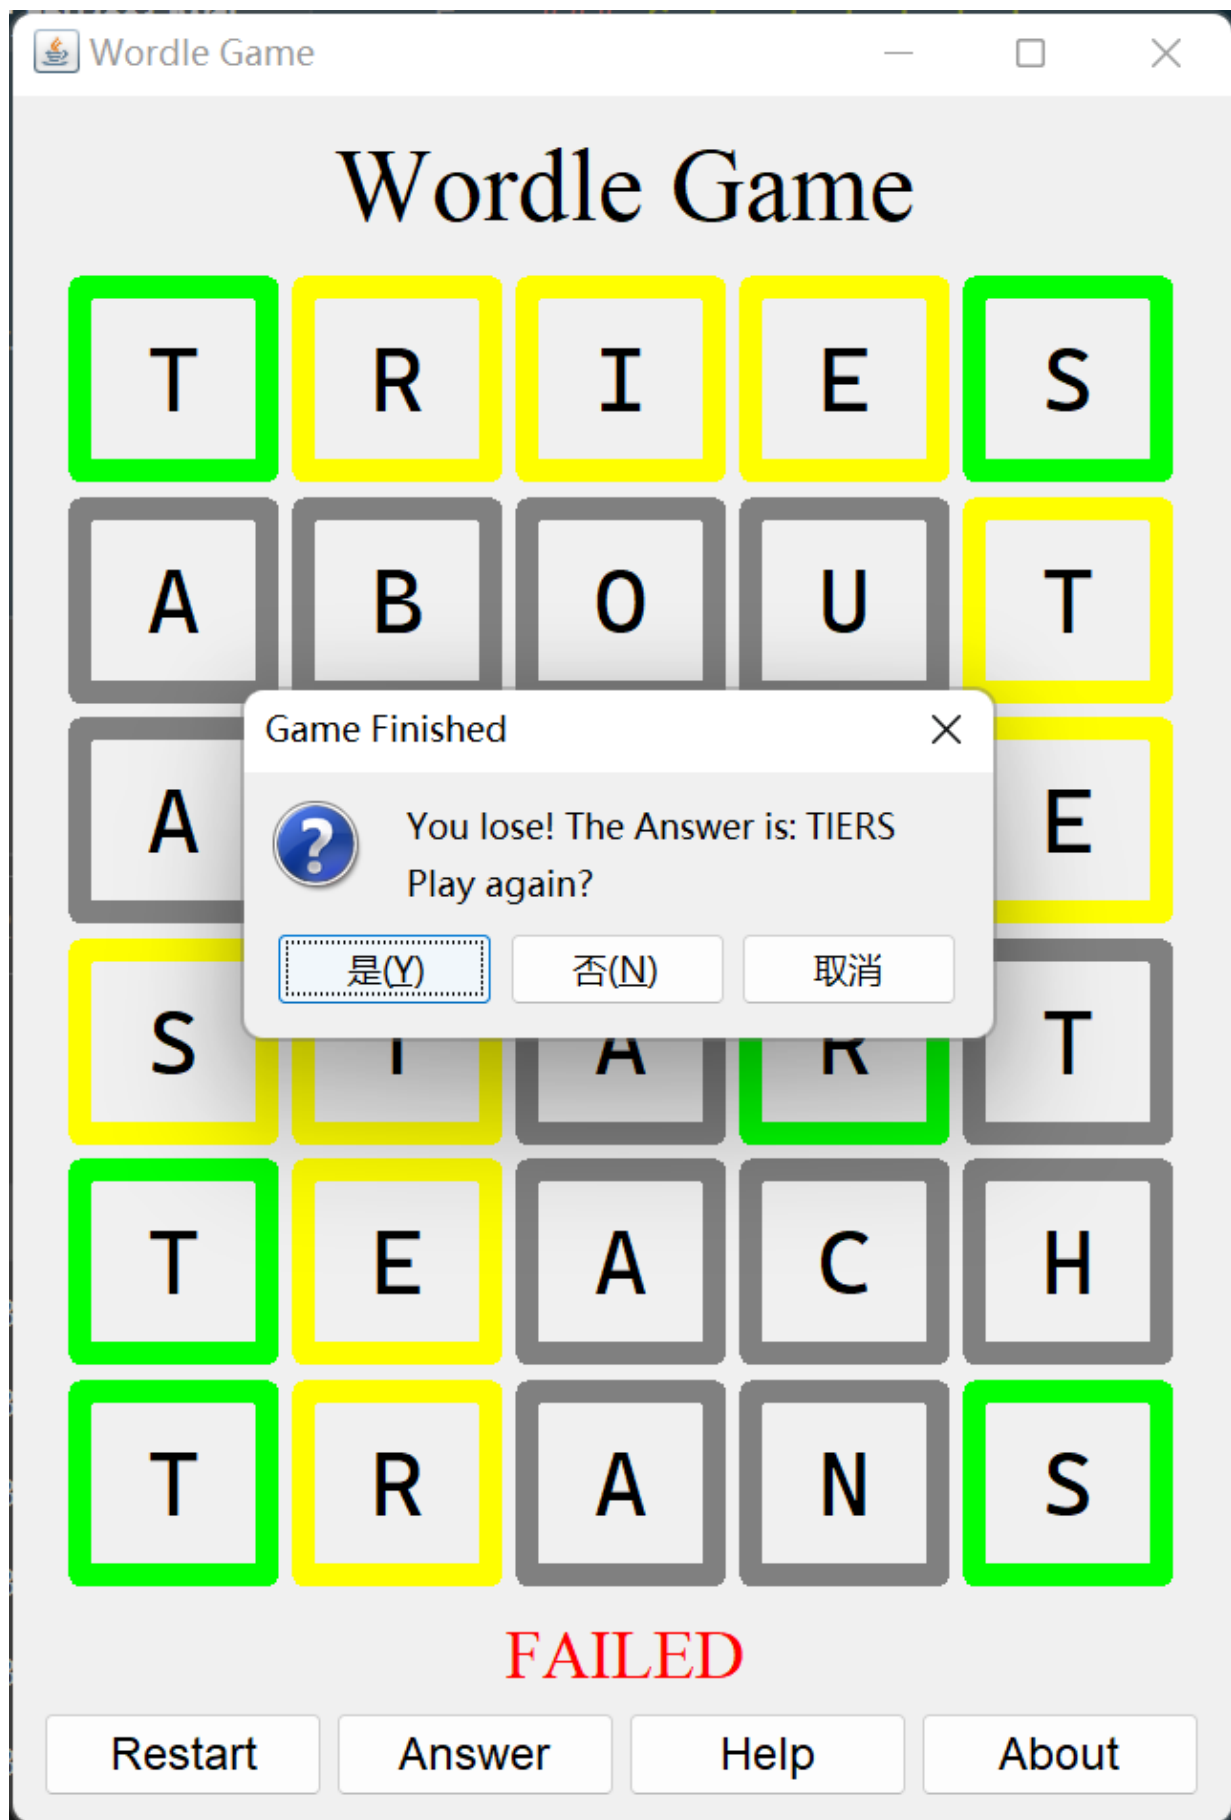 Wordle Game
Wordle Game
T R I E S
A B O U T
A E
Game Finished
You lose! The Answer is: TIERS
Play again?
是(Y) 否(N) 取消
S T A R T
T E A C H
T R A N S
FAILED
Restart Answer Help About